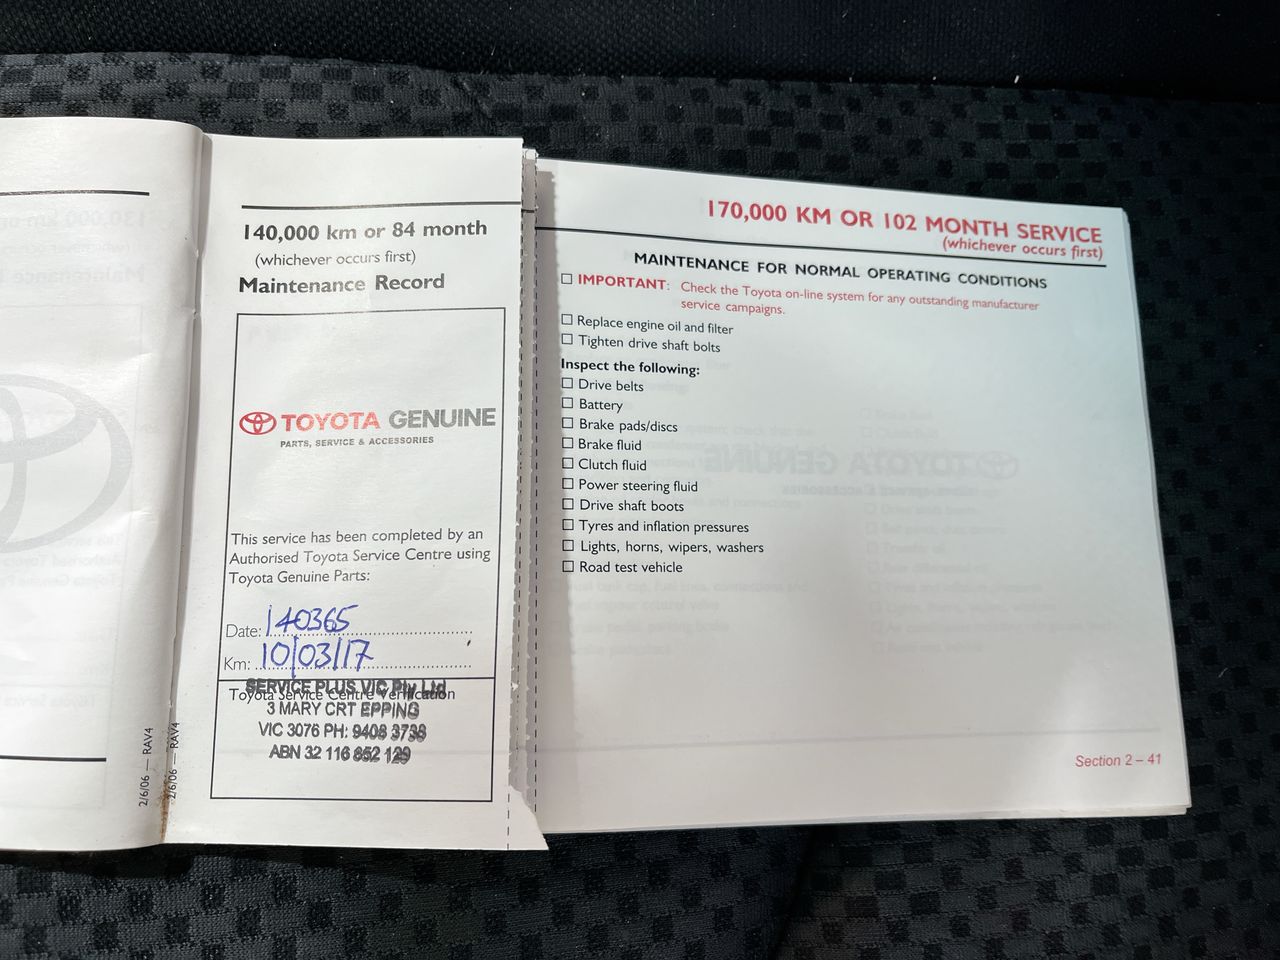 140,000 km or 84 month
(whichever occurs first)
Maintenance Record
TOYOTA GENUINE
PARTS, SERVICE & ACCESSORIES
This service has been completed by an
Authorised Toyota Service Centre using
Toyota Genuine Parts:
Date: 140365
Km: 10/03/17
Toyota Service Centre Verification
SERVICE PLUS VIC Pty Ltd
3 MARY CRT EPPING
VIC 3076 PH: 9408 3738
ABN 32 116 852 129
2/6/06 — RAV4
2/6/06 — RAV4
170,000 KM OR 102 MONTH SERVICE
(whichever occurs first)
MAINTENANCE FOR NORMAL OPERATING CONDITIONS
☐ IMPORTANT: Check the Toyota on-line system for any outstanding manufacturer
service campaigns.
☐ Replace engine oil and filter
☐ Tighten drive shaft bolts
Inspect the following:
☐ Drive belts
☐ Battery
☐ Brake pads/discs
☐ Brake fluid
☐ Clutch fluid
☐ Power steering fluid
☐ Drive shaft boots
☐ Tyres and inflation pressures
☐ Lights, horns, wipers, washers
☐ Road test vehicle
Section 2 – 41